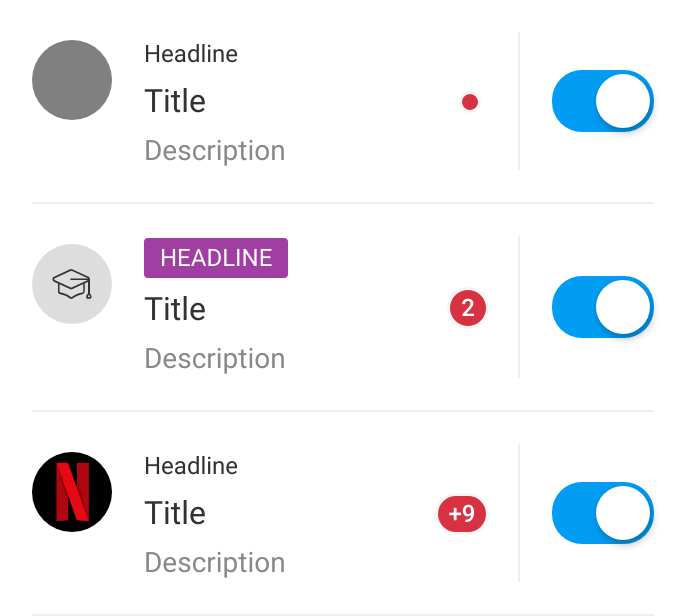 Headline
Title
Description
HEADLINE
Title
2
Description
N
Headline
Title
+9
Description